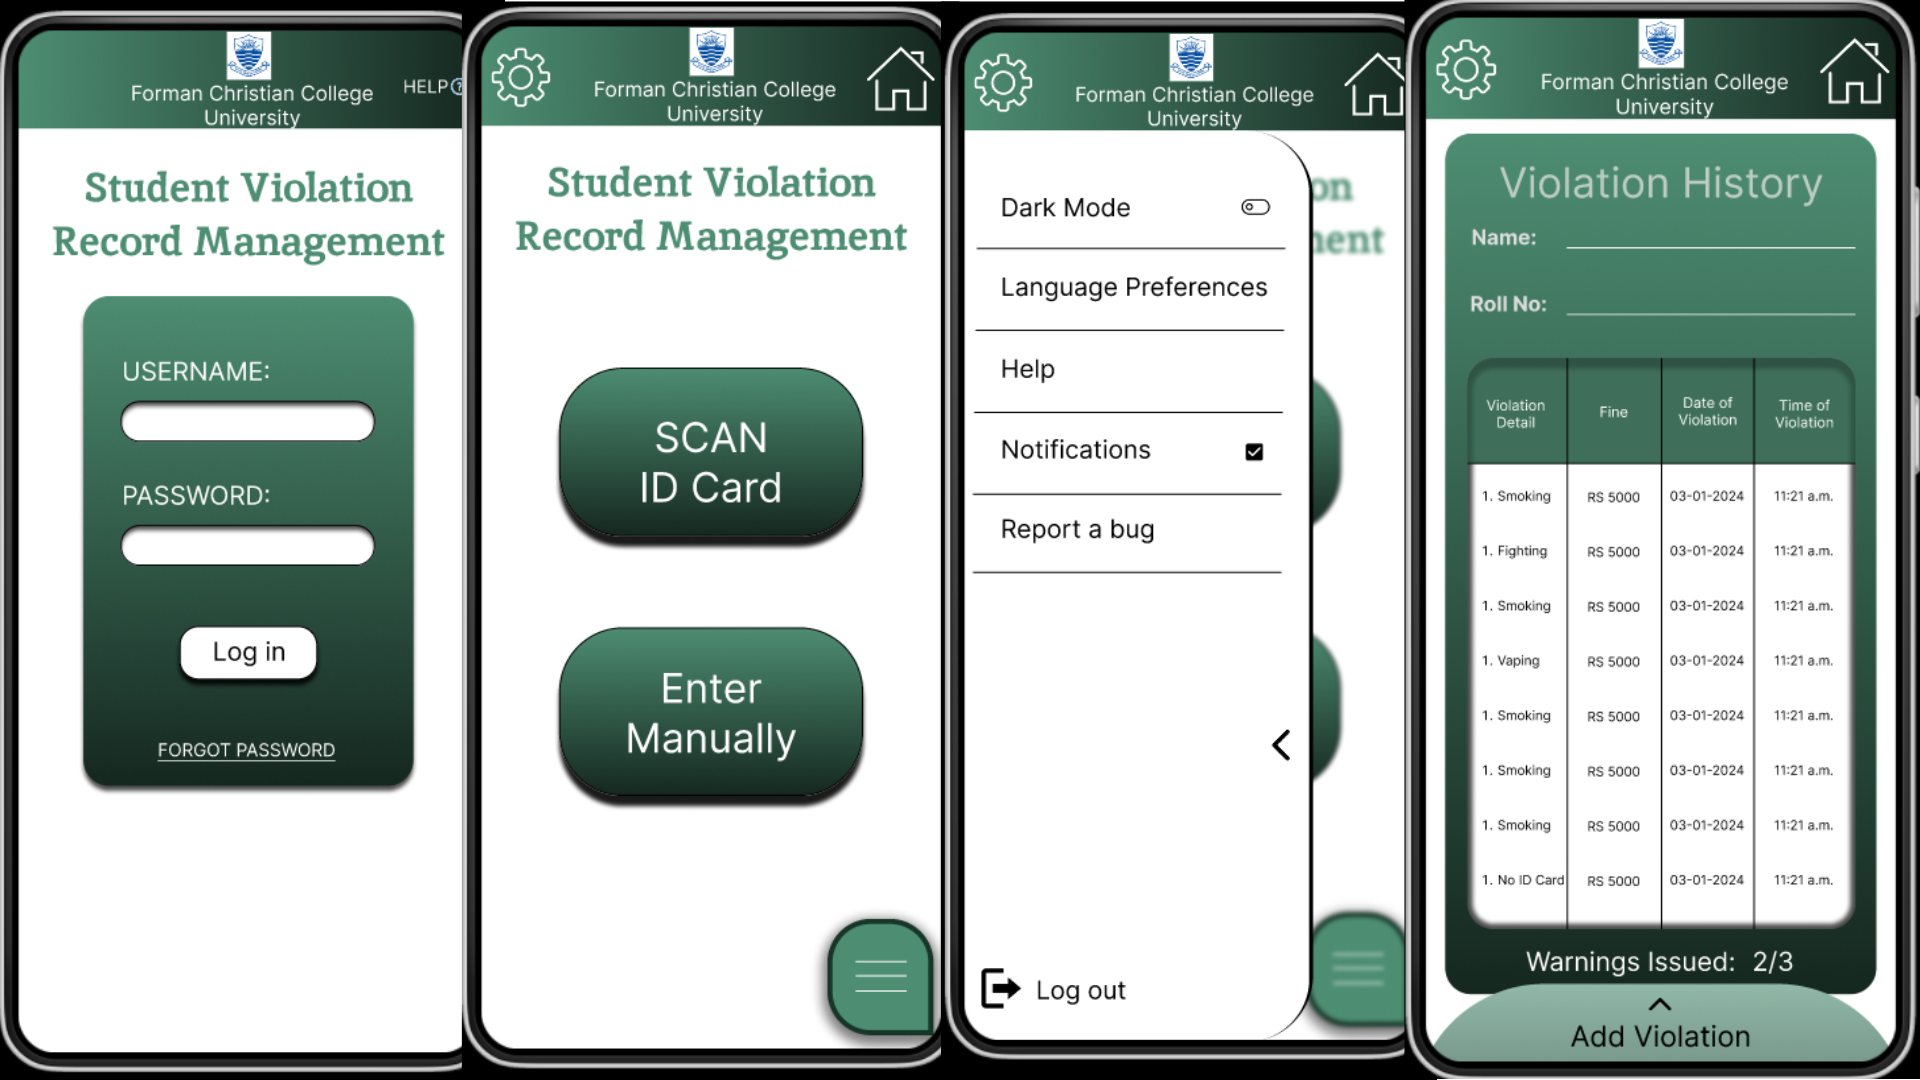 Forman Christian College
University
HELP
Student Violation
Record Management
USERNAME:
PASSWORD:
Log in
FORGOT PASSWORD
Forman Christian College
University
Student Violation
Record Management
SCAN
ID Card
Enter
Manually
Forman Christian College
University
on
ent
Dark Mode
Language Preferences
Help
Notifications
Report a bug
Log out
Forman Christian College
University
Violation History
Name:
Roll No:
Violation Detail Fine Date of Violation Time of Violation
1. Smoking RS 5000 03-01-2024 11:21 a.m.
1. Fighting RS 5000 03-01-2024 11:21 a.m.
1. Smoking RS 5000 03-01-2024 11:21 a.m.
1. Vaping RS 5000 03-01-2024 11:21 a.m.
1. Smoking RS 5000 03-01-2024 11:21 a.m.
1. Smoking RS 5000 03-01-2024 11:21 a.m.
1. Smoking RS 5000 03-01-2024 11:21 a.m.
1. No ID Card RS 5000 03-01-2024 11:21 a.m.
Warnings Issued: 2/3
Add Violation